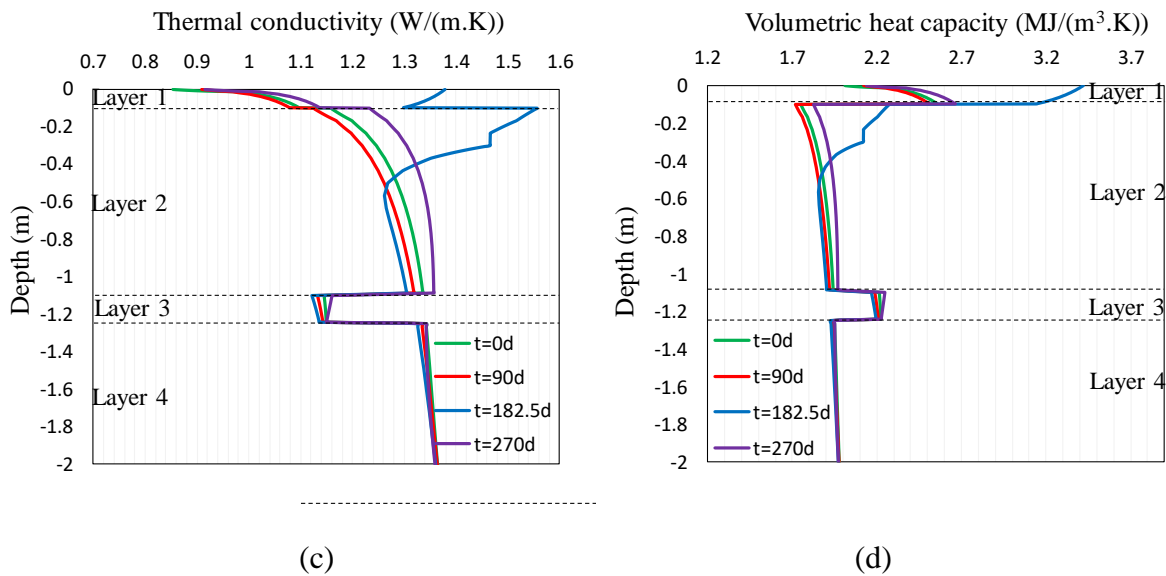 Thermal conductivity (W/(m.K))
0.7 0.8 0.9 1 1.1 1.2 1.3 1.4 1.5 1.6
0
-0.2
-0.4
-0.6
-0.8
-1
-1.2
-1.4
-1.6
-1.8
-2
Depth (m)
Layer 1
Layer 2
Layer 3
Layer 4
t=0d
t=90d
t=182.5d
t=270d
(c)
Volumetric heat capacity (MJ/(m³.K))
1.2 1.7 2.2 2.7 3.2 3.7
0
-0.2
-0.4
-0.6
-0.8
-1
-1.2
-1.4
-1.6
-1.8
-2
Depth (m)
Layer 1
Layer 2
Layer 3
Layer 4
t=0d
t=90d
t=182.5d
t=270d
(d)